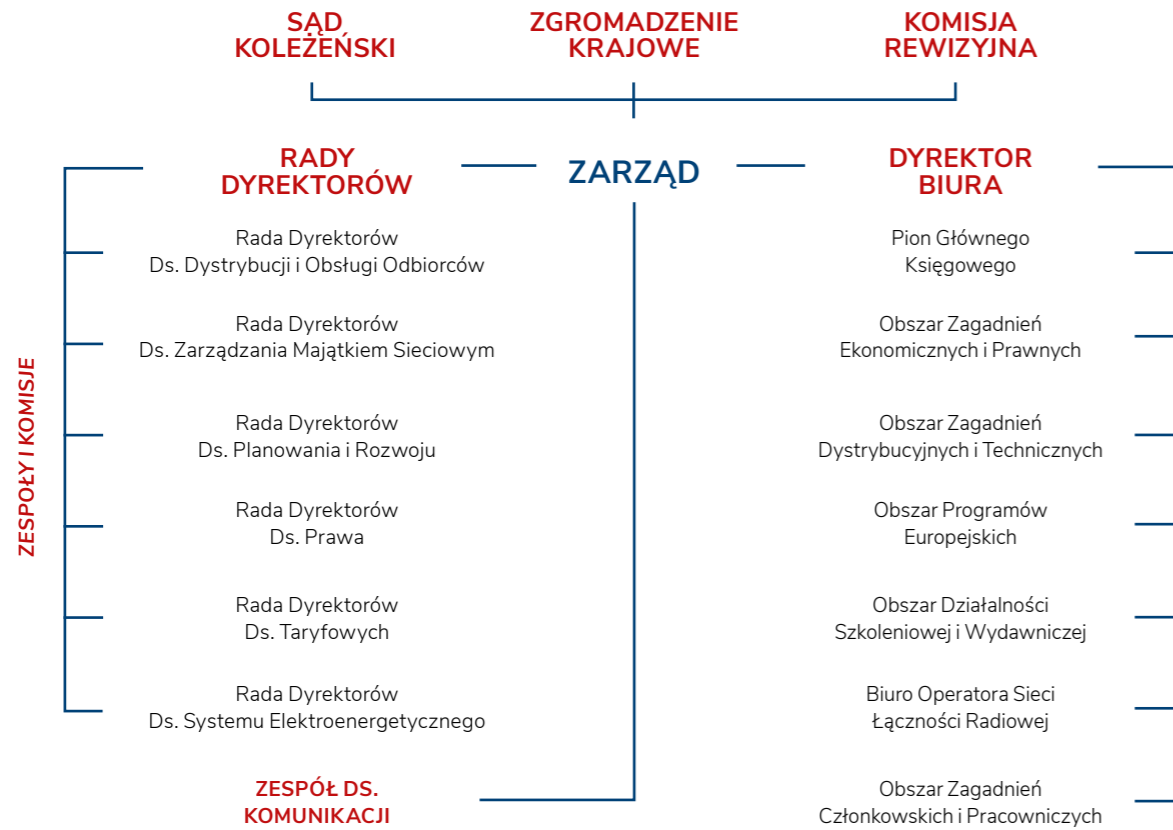 SĄD
KOLEŻEŃSKI
ZGROMADZENIE
KRAJOWE
KOMISJA
REWIZYJNA
RADY
DYREKTORÓW
ZARZĄD
DYREKTOR
BIURA
ZESPOŁY I KOMISJE
Rada Dyrektorów
Ds. Dystrybucji i Obsługi Odbiorców
Rada Dyrektorów
Ds. Zarządzania Majątkiem Sieciowym
Rada Dyrektorów
Ds. Planowania i Rozwoju
Rada Dyrektorów
Ds. Prawa
Rada Dyrektorów
Ds. Taryfowych
Rada Dyrektorów
Ds. Systemu Elektroenergetycznego
ZESPÓŁ DS.
KOMUNIKACJI
Pion Głównego
Księgowego
Obszar Zagadnień
Ekonomicznych i Prawnych
Obszar Zagadnień
Dystrybucyjnych i Technicznych
Obszar Programów
Europejskich
Obszar Działalności
Szkoleniowej i Wydawniczej
Biuro Operatora Sieci
Łączności Radiowej
Obszar Zagadnień
Członkowskich i Pracowniczych